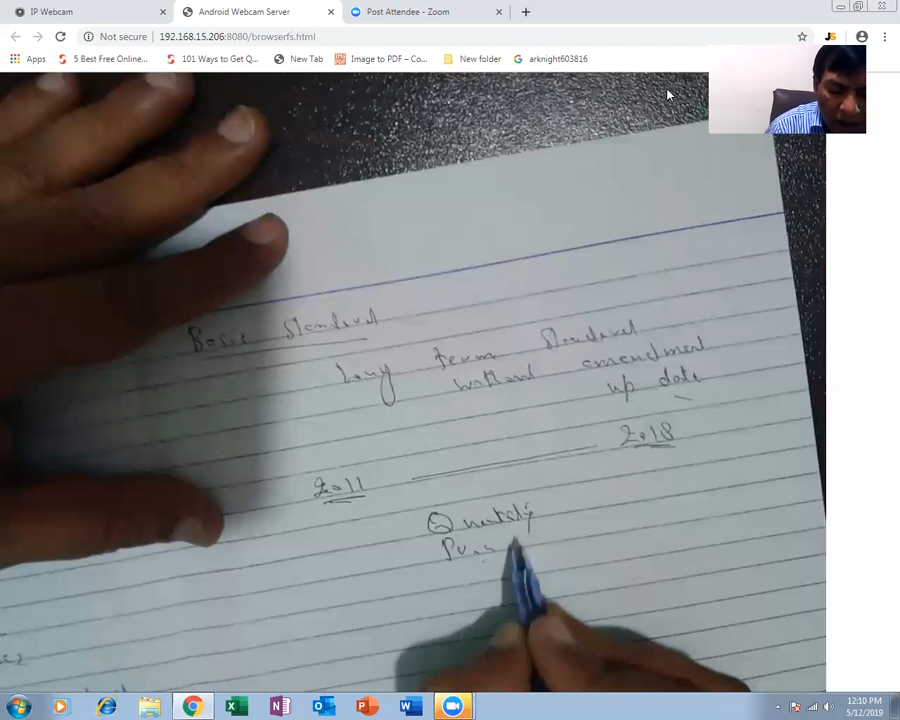 IP Webcam
Android Webcam Server
Post Attendee - Zoom
Not secure | 192.168.15.206:8080/browserfs.html
JS
Apps
5 Best Free Online...
101 Ways to Get Q...
New Tab
Image to PDF – Co...
New folder
arknight603816
Basic Standard
Long term Standard
without amendment
up date
2018
2011
12:10 PM
5/12/2019